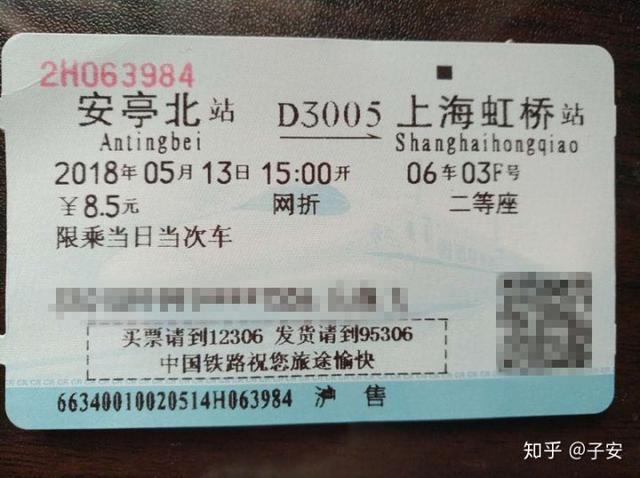 2H063984
安亭北站 D3005 上海虹桥站
Antingbei Shanghaihongqiao
2018年05月13日 15:00开 06车03F号
￥8.5元 网折 二等座
限乘当日当次车
买票请到12306 发货请到95306
中国铁路祝您旅途愉快
66340010020514H063984 沪售
知乎 @子安